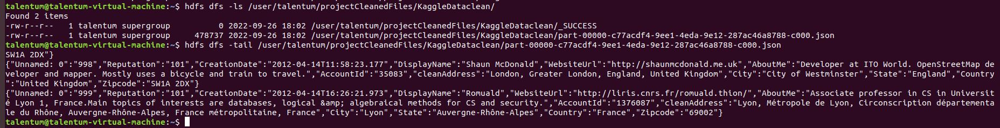 talentum@talentum-virtual-machine:~$ hdfs dfs -ls /user/talentum/projectCleanedFiles/KaggleDataclean/
Found 2 items
-rw-r--r--   1 talentum supergroup          0 2022-09-26 18:02 /user/talentum/projectCleanedFiles/KaggleDataclean/_SUCCESS
-rw-r--r--   1 talentum supergroup     478737 2022-09-26 18:02 /user/talentum/projectCleanedFiles/KaggleDataclean/part-00000-c77acdf4-9ee1-4eda-9e12-287ac46a8788-c000.json
talentum@talentum-virtual-machine:~$ hdfs dfs -tail /user/talentum/projectCleanedFiles/KaggleDataclean/part-00000-c77acdf4-9ee1-4eda-9e12-287ac46a8788-c000.json
SW1A 2DX"}
{"Unnamed: 0":"998","Reputation":"101","CreationDate":"2012-04-14T11:58:23.177","DisplayName":"Shaun McDonald","WebsiteUrl":"http://shaunmcdonald.me.uk","AboutMe":"Developer at ITO World. OpenStreetMap de
veloper and mapper. Mostly uses a bicycle and train to travel.","AccountId":"35083","cleanAddress":"London, Greater London, England, United Kingdom","City":"City of Westminster","State":"England","Country
":"United Kingdom","Zipcode":"SW1A 2DX"}
{"Unnamed: 0":"999","Reputation":"101","CreationDate":"2012-04-14T16:26:21.973","DisplayName":"Romuald","WebsiteUrl":"http://liris.cnrs.fr/romuald.thion/","AboutMe":"Associate professor in CS in Universit
é Lyon 1, France.Main topics of interests are databases, logical &amp; algebraical methods for CS and security.","AccountId":"1376087","cleanAddress":"Lyon, Métropole de Lyon, Circonscription départementa
le du Rhône, Auvergne-Rhône-Alpes, France métropolitaine, France","City":"Lyon","State":"Auvergne-Rhône-Alpes","Country":"France","Zipcode":"69002"}
talentum@talentum-virtual-machine:~$